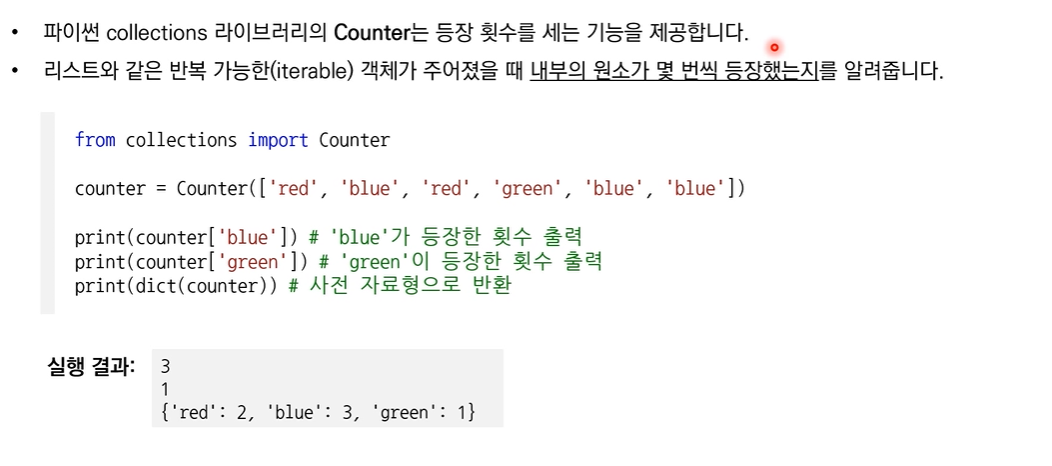 • 파이썬 collections 라이브러리의 Counter는 등장 횟수를 세는 기능을 제공합니다.
• 리스트와 같은 반복 가능한(iterable) 객체가 주어졌을 때 내부의 원소가 몇 번씩 등장했는지를 알려줍니다.
from collections import Counter
counter = Counter(['red', 'blue', 'red', 'green', 'blue', 'blue'])
print(counter['blue']) # 'blue'가 등장한 횟수 출력
print(counter['green']) # 'green'이 등장한 횟수 출력
print(dict(counter)) # 사전 자료형으로 반환
실행 결과:
3
1
{'red': 2, 'blue': 3, 'green': 1}